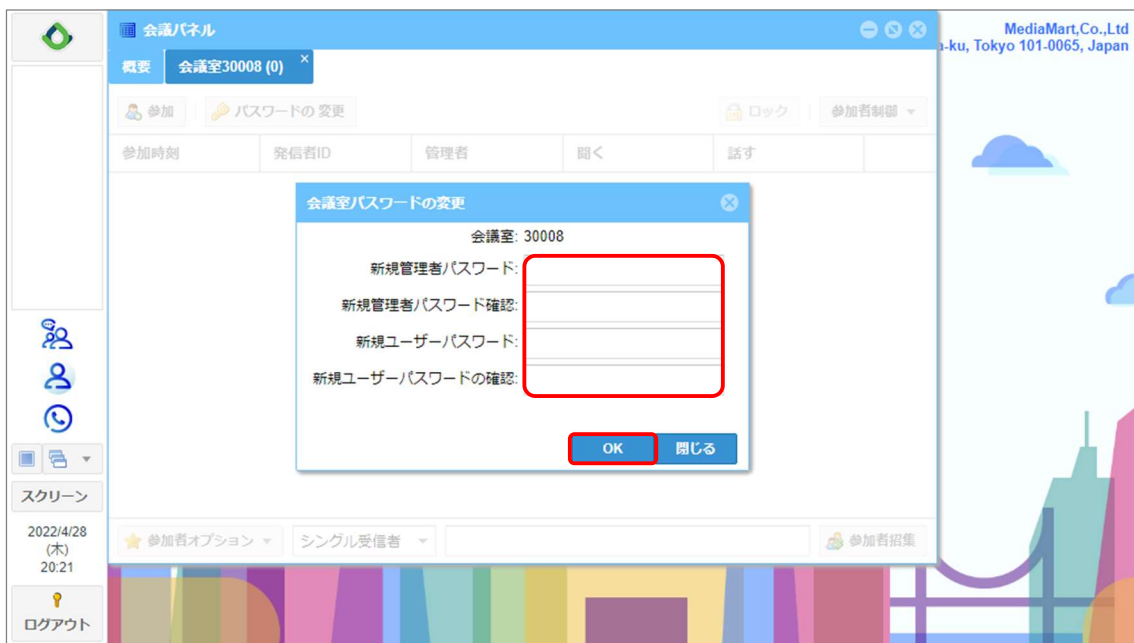 会議パネル
MediaMart,Co.,Ltd
-ku, Tokyo 101-0065, Japan
概要 会議室30008 (0)
参加 パスワードの 変更 ロック 参加者制御
参加時刻 発信者ID 管理者 聞く 話す
会議室パスワードの変更
会議室: 30008
新規管理者パスワード:
新規管理者パスワード確認:
新規ユーザーパスワード:
新規ユーザーパスワードの確認:
OK 閉じる
スクリーン
2022/4/28
(木)
20:21
参加者オプション シングル受信者 参加者招集
ログアウト